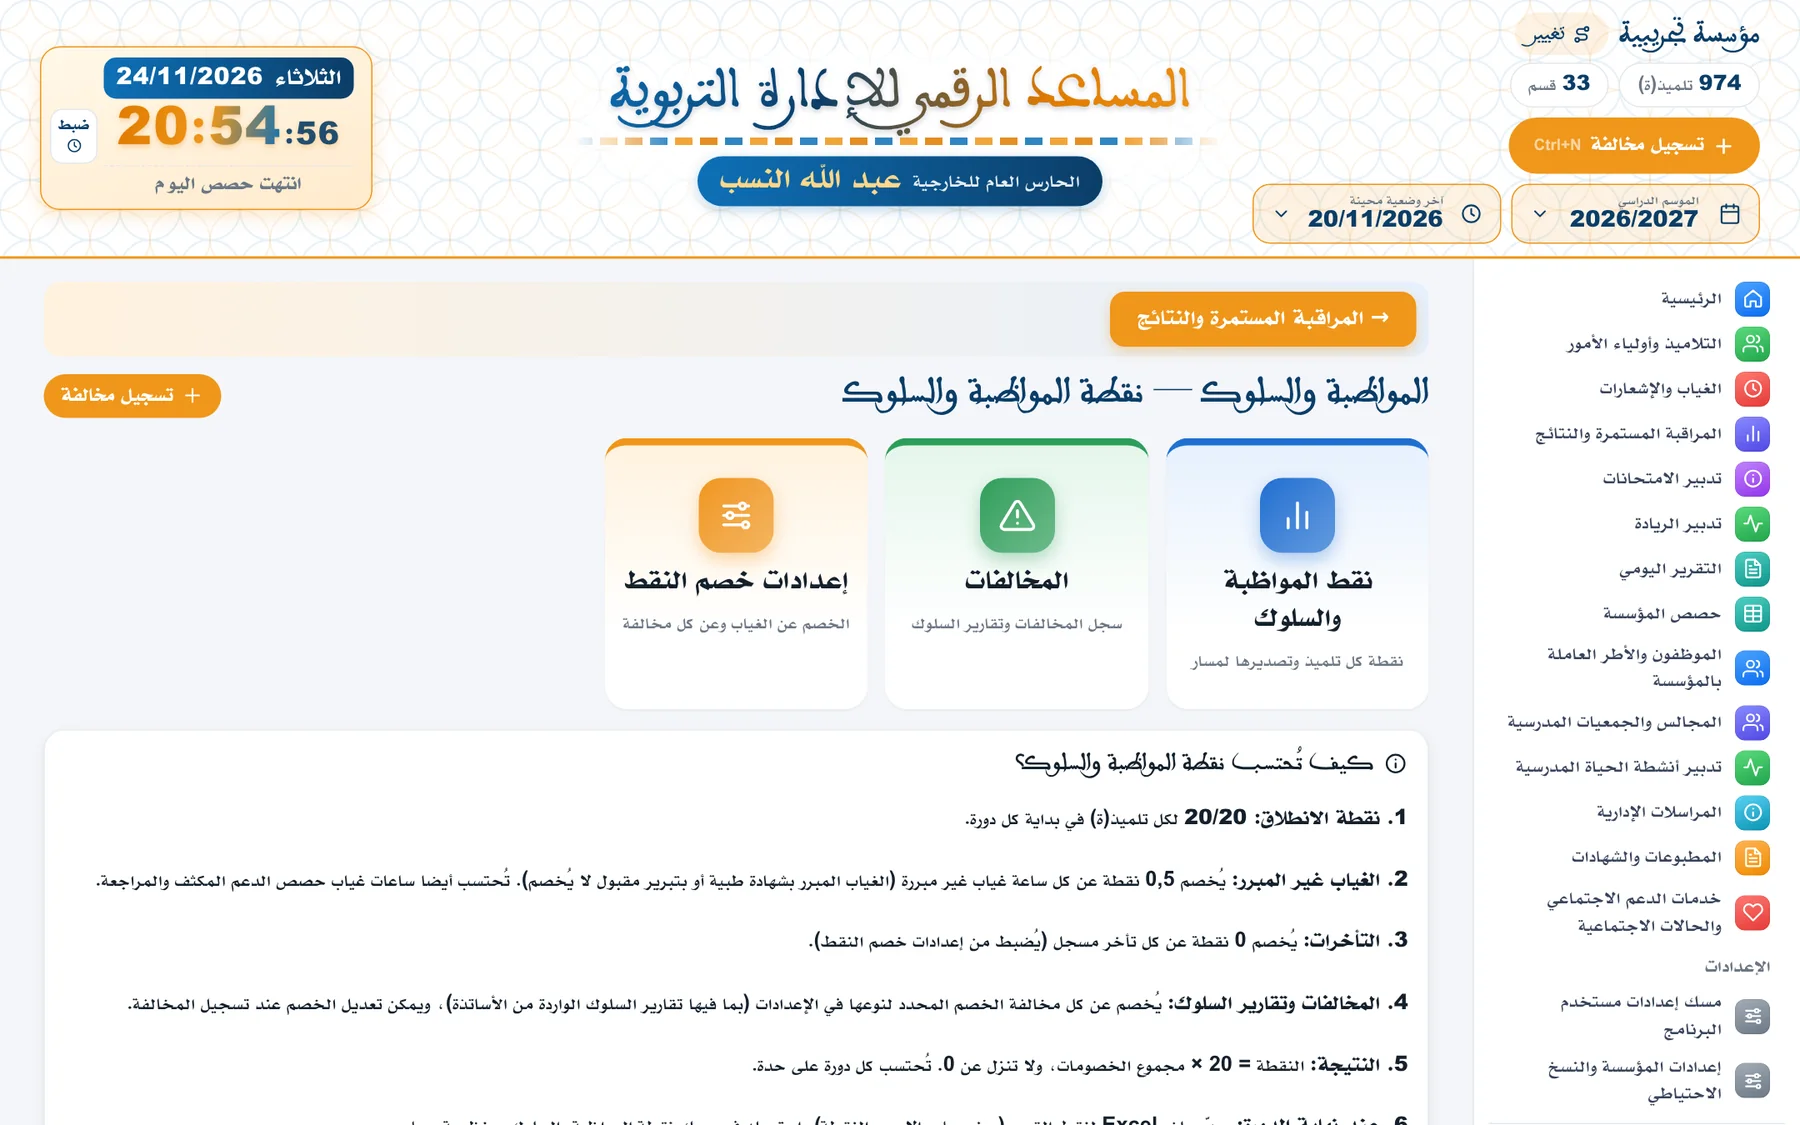 مؤسسة تجريبية
تغيير
974 تلميذ(ة)
33 قسم
+ تسجيل مخالفة Ctrl+N
الموسم الدراسي
2026/2027
آخر وضعية محينة
20/11/2026
المساعد الرقمي للإدارة التربوية
الحارس العام للخارجية عبد الله النسب
الثلاثاء 24/11/2026
20:54:56
ضبط
انتهت حصص اليوم
الرئيسية
التلاميذ وأولياء الأمور
الغياب والإشعارات
المراقبة المستمرة والنتائج
تدبير الامتحانات
تدبير الريادة
التقرير اليومي
حصص المؤسسة
الموظفون والأطر العاملة
بالمؤسسة
المجالس والجمعيات المدرسية
تدبير أنشطة الحياة المدرسية
المراسلات الإدارية
المطبوعات والشهادات
خدمات الدعم الاجتماعي
والحالات الاجتماعية
الإعدادات
مسك إعدادات مستخدم
البرنامج
إعدادات المؤسسة والنسخ
الاحتياطي
→ المراقبة المستمرة والنتائج
المواظبة والسلوك — نقطة المواظبة والسلوك
+ تسجيل مخالفة
نقط المواظبة
والسلوك
نقطة كل تلميذ وتصديرها لمسار
المخالفات
سجل المخالفات وتقارير السلوك
إعدادات خصم النقط
الخصم عن الغياب وعن كل مخالفة
كيف تُحتسب نقطة المواظبة والسلوك؟
1. نقطة الانطلاق: 20/20 لكل تلميذ(ة) في بداية كل دورة.
2. الغياب غير المبرر: يُخصم 0,5 نقطة عن كل ساعة غياب غير مبررة (الغياب المبرر بشهادة طبية أو بتبرير مقبول لا يُخصم). تُحتسب أيضا ساعات غياب حصص الدعم المكثف والمراجعة.
3. التأخرات: يُخصم 0 نقطة عن كل تأخر مسجل (يُضبط من إعدادات خصم النقط).
4. المخالفات وتقارير السلوك: يُخصم عن كل مخالفة الخصم المحدد لنوعها في الإعدادات (بما فيها تقارير السلوك الواردة من الأساتذة)، ويمكن تعديل الخصم عند تسجيل المخالفة.
5. النتيجة: النقطة = 20 × مجموع الخصومات، ولا تنزل عن 0. تُحتسب كل دورة على حدة.